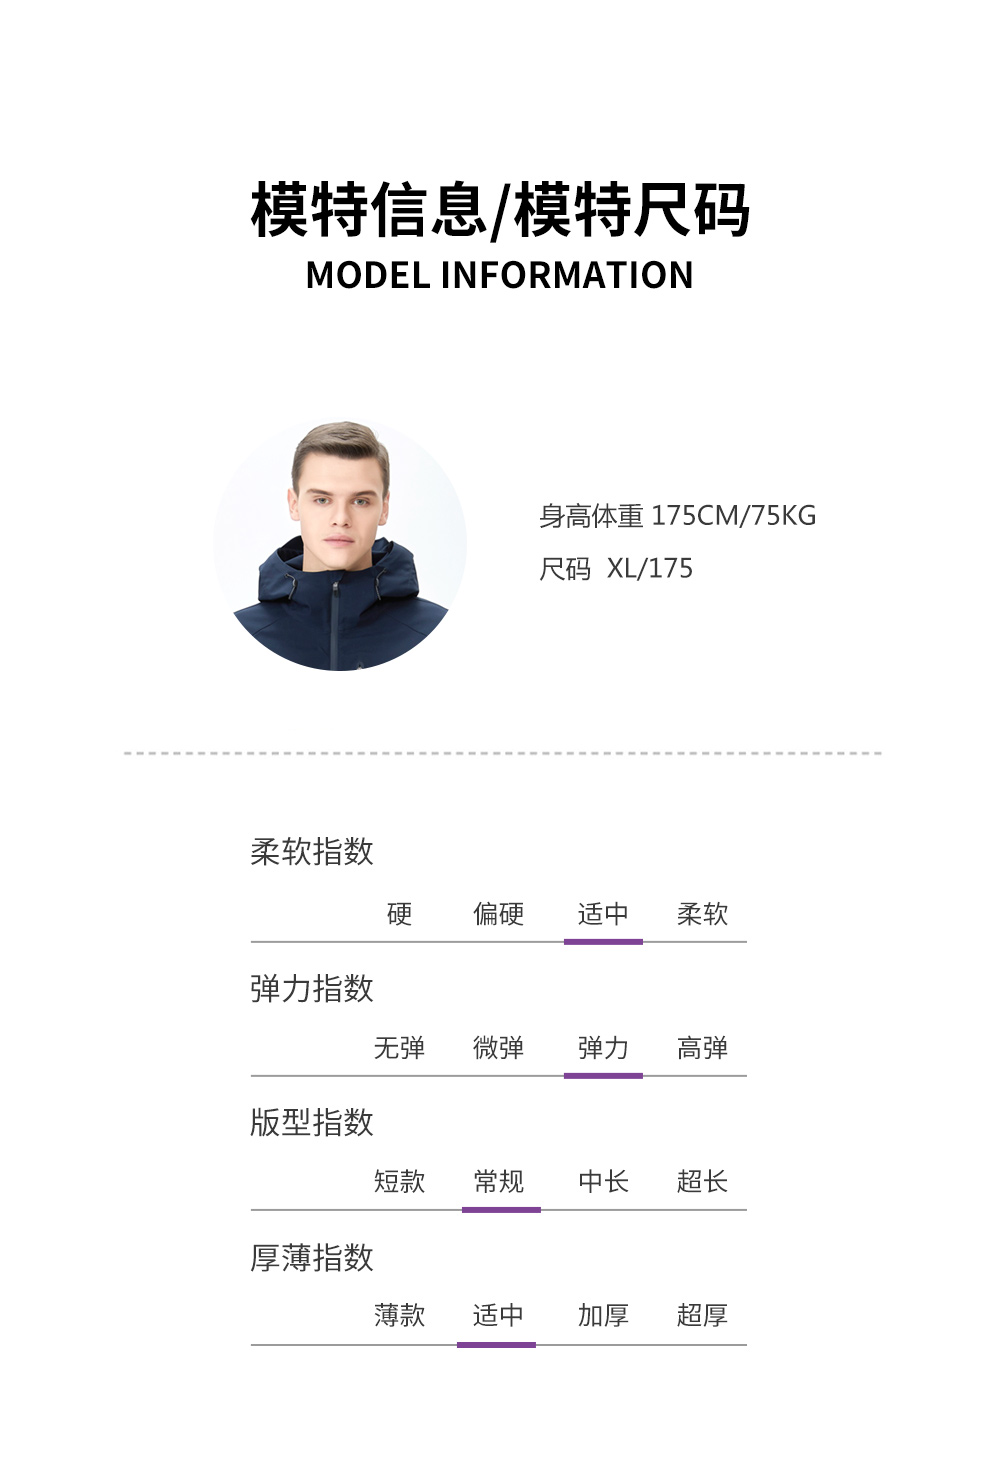 模特信息/模特尺码
MODEL INFORMATION
身高体重 175CM/75KG
尺码 XL/175
柔软指数
硬 偏硬 适中 柔软
弹力指数
无弹 微弹 弹力 高弹
版型指数
短款 常规 中长 超长
厚薄指数
薄款 适中 加厚 超厚